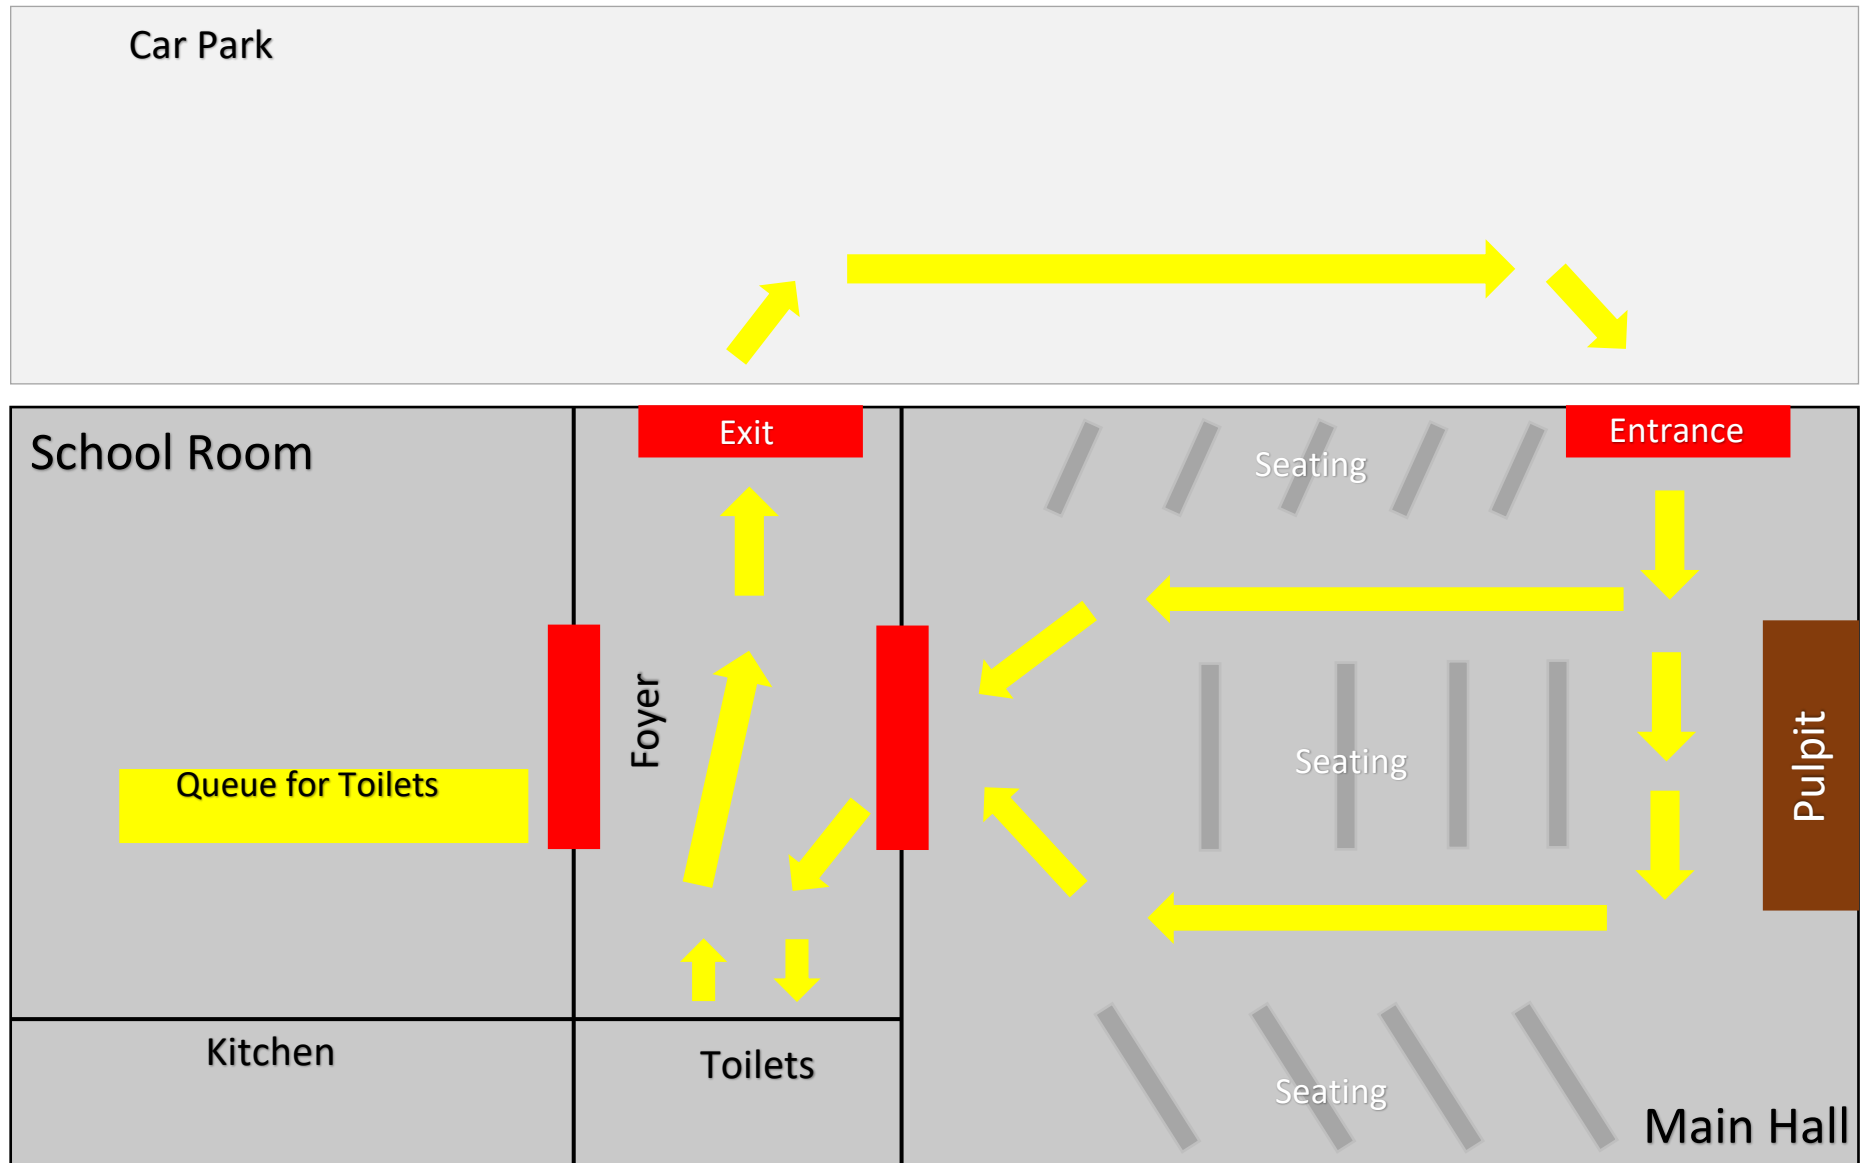 Car Park
School Room
Exit
Entrance
Seating
Foyer
Seating
Pulpit
Queue for Toilets
Kitchen
Toilets
Seating
Main Hall